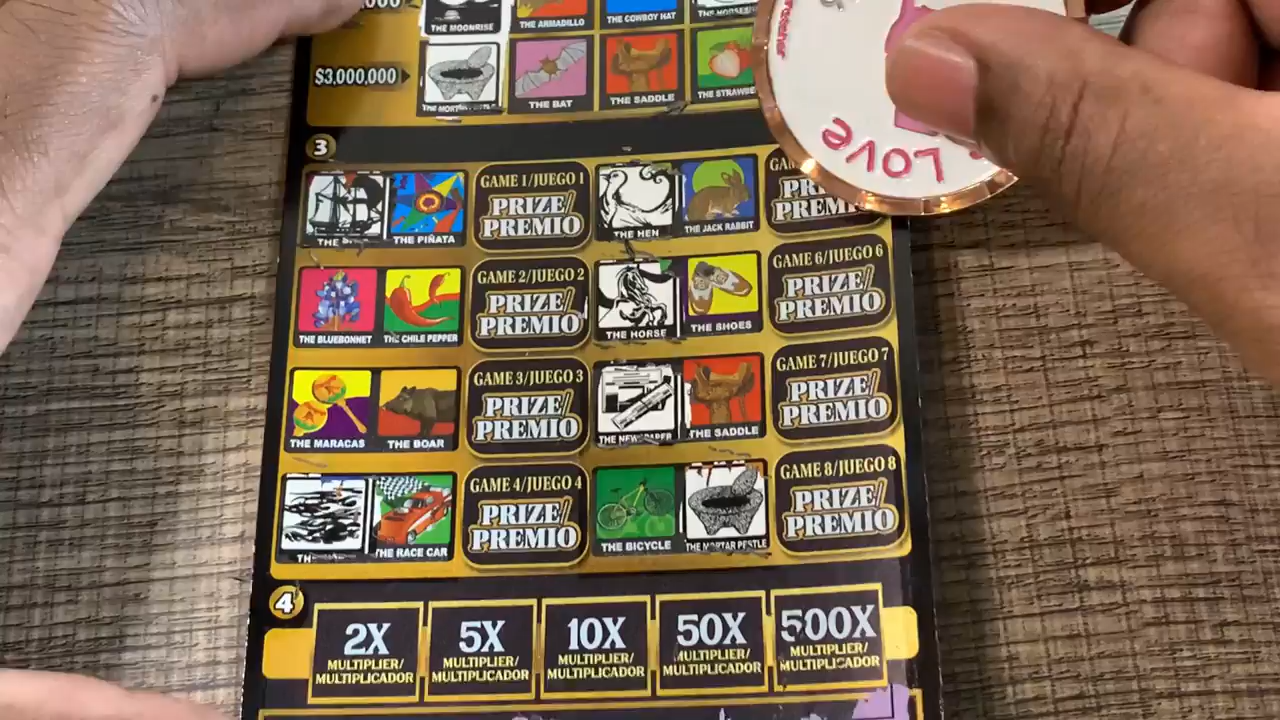 THE MOONRISE THE ARMADILLO THE COWBOY HAT
$3,000,000
THE BAT THE SADDLE
3
THE PIÑATA
GAME 1/JUEGO 1
PRIZE/
PREMIO
THE HEN THE JACK RABBIT
THE BLUEBONNET THE CHILE PEPPER
GAME 2/JUEGO 2
PRIZE/
PREMIO
THE HORSE THE SHOES
GAME 6/JUEGO 6
PRIZE/
PREMIO
THE MARACAS THE BOAR
GAME 3/JUEGO 3
PRIZE/
PREMIO
THE NEWSPAPER THE SADDLE
GAME 7/JUEGO 7
PRIZE/
PREMIO
THE RACE CAR
GAME 4/JUEGO 4
PRIZE/
PREMIO
THE BICYCLE THE MORTAR PESTLE
GAME 8/JUEGO 8
PRIZE/
PREMIO
4
2X
MULTIPLIER/
MULTIPLICADOR
5X
MULTIPLIER/
MULTIPLICADOR
10X
MULTIPLIER/
MULTIPLICADOR
50X
MULTIPLIER/
MULTIPLICADOR
500X
MULTIPLIER/
MULTIPLICADOR
LOVE